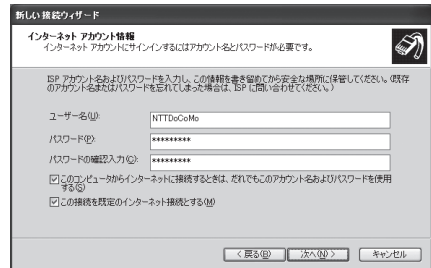 新しい接続ウィザード
インターネット アカウント情報
インターネット アカウントにサインインするにはアカウント名とパスワードが必要です。
ISP アカウント名およびパスワードを入力し、この情報を書き留めてから安全な場所に保管してください。(既存
のアカウント名またはパスワードを忘れてしまった場合は、ISP に問い合わせてください。)
ユーザー名(U):
NTTDoCoMo
パスワード(P):
*********
パスワードの確認入力(C):
*********
このコンピュータからインターネットに接続するときは、だれでもこのアカウント名およびパスワードを使用
する(S)
この接続を既定のインターネット接続とする(M)
< 戻る(B)
次へ(N) >
キャンセル